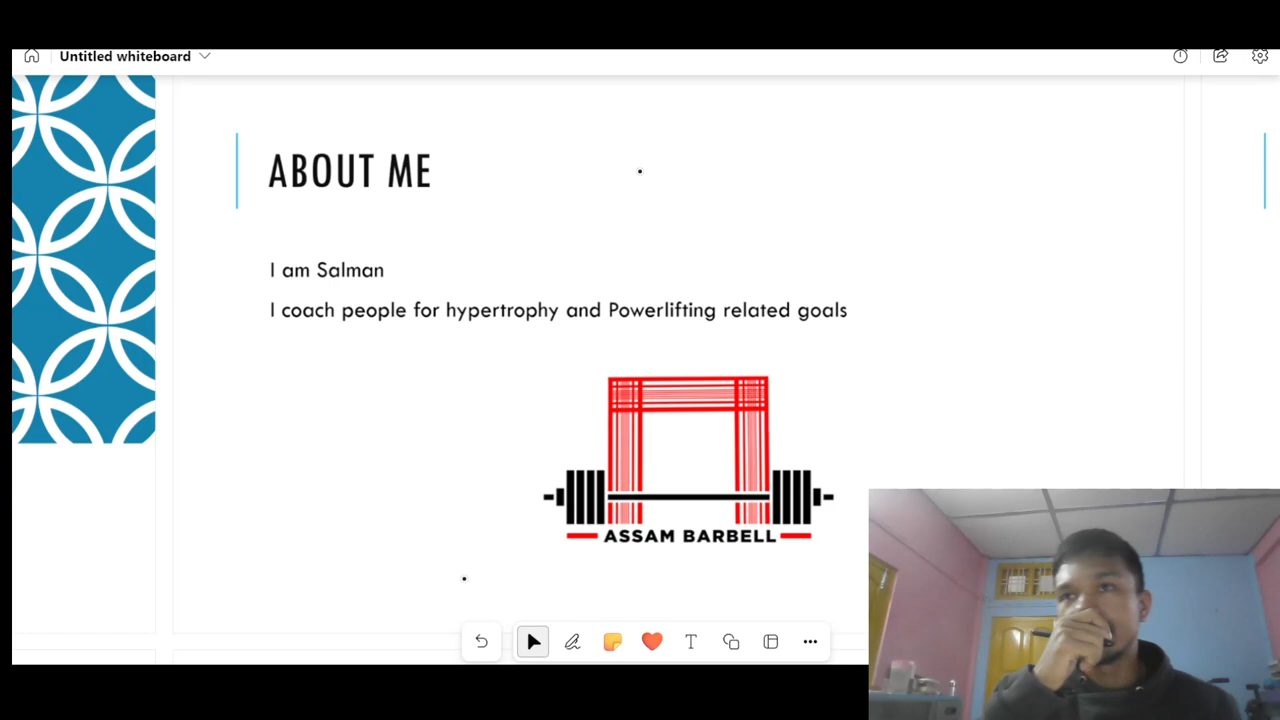 Untitled whiteboard
ABOUT ME
I am Salman
I coach people for hypertrophy and Powerlifting related goals
ASSAM BARBELL
T